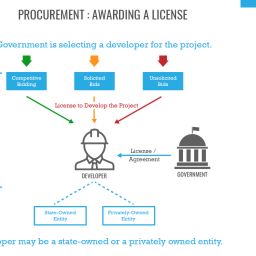 PROCUREMENT : AWARDING A LICENSE
Government is selecting a developer for the project.
Competitive
Bidding
Solicited
Bids
Unsolicited
Bids
License to Develop the Project
License /
Agreement
DEVELOPER
GOVERNMENT
State-Owned
Entity
Privately-Owned
Entity
oper may be a state-owned or a privately owned entity.